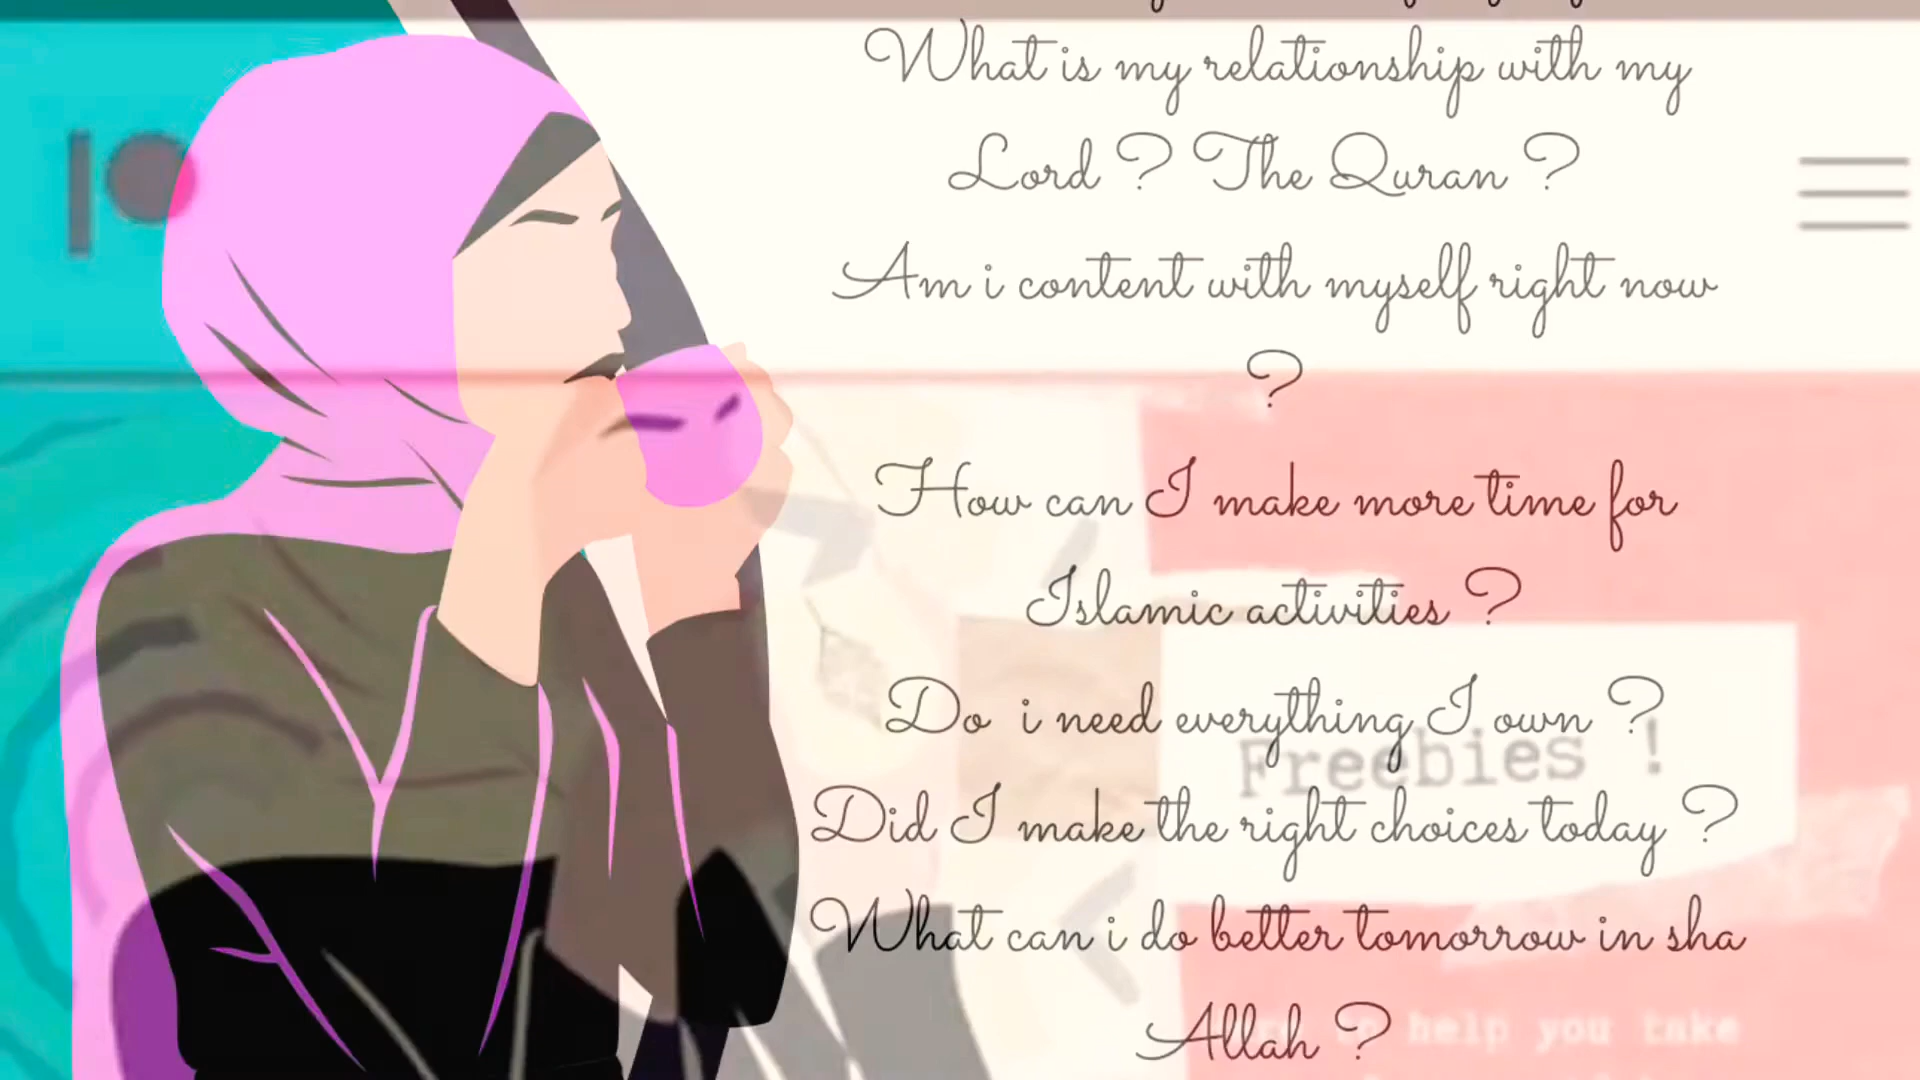 What is my relationship with my
Lord ? The Quran ?
Am i content with myself right now
?
How can I make more time for
Islamic activities ?
Do i need everything I own ?
Freebies !
Did I make the right choices today ?
What can i do better tomorrow in sha
Allah ?
help you take